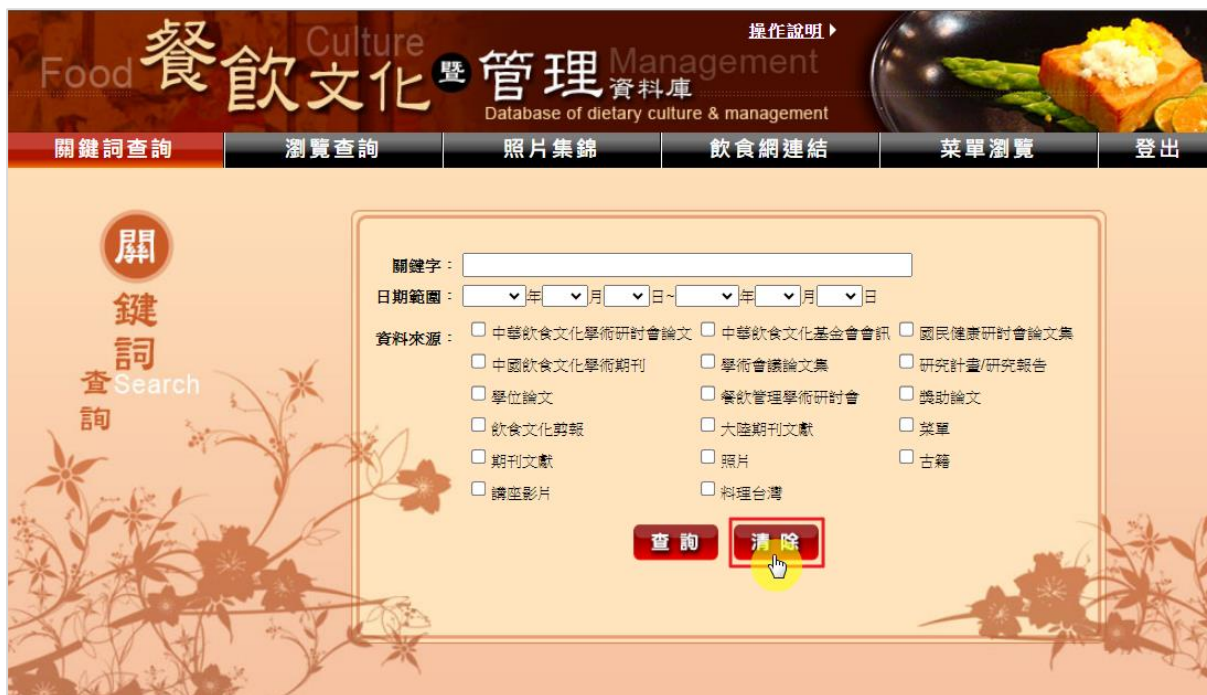 操作說明
Food Culture Management
餐飲文化暨管理資料庫
Database of dietary culture & management
關鍵詞查詢 瀏覽查詢 照片集錦 飲食網連結 菜單瀏覽 登出
關鍵詞查詢
Search
關鍵字：
日期範圍： 年 月 日~ 年 月 日
資料來源： 中華飲食文化學術研討會論文 中華飲食文化基金會會訊 國民健康研討會論文集
中國飲食文化學術期刊 學術會議論文集 研究計畫/研究報告
學位論文 餐飲管理學術研討會 獎助論文
飲食文化剪報 大陸期刊文獻 菜單
期刊文獻 照片 古籍
講座影片 料理台灣
查詢 清除